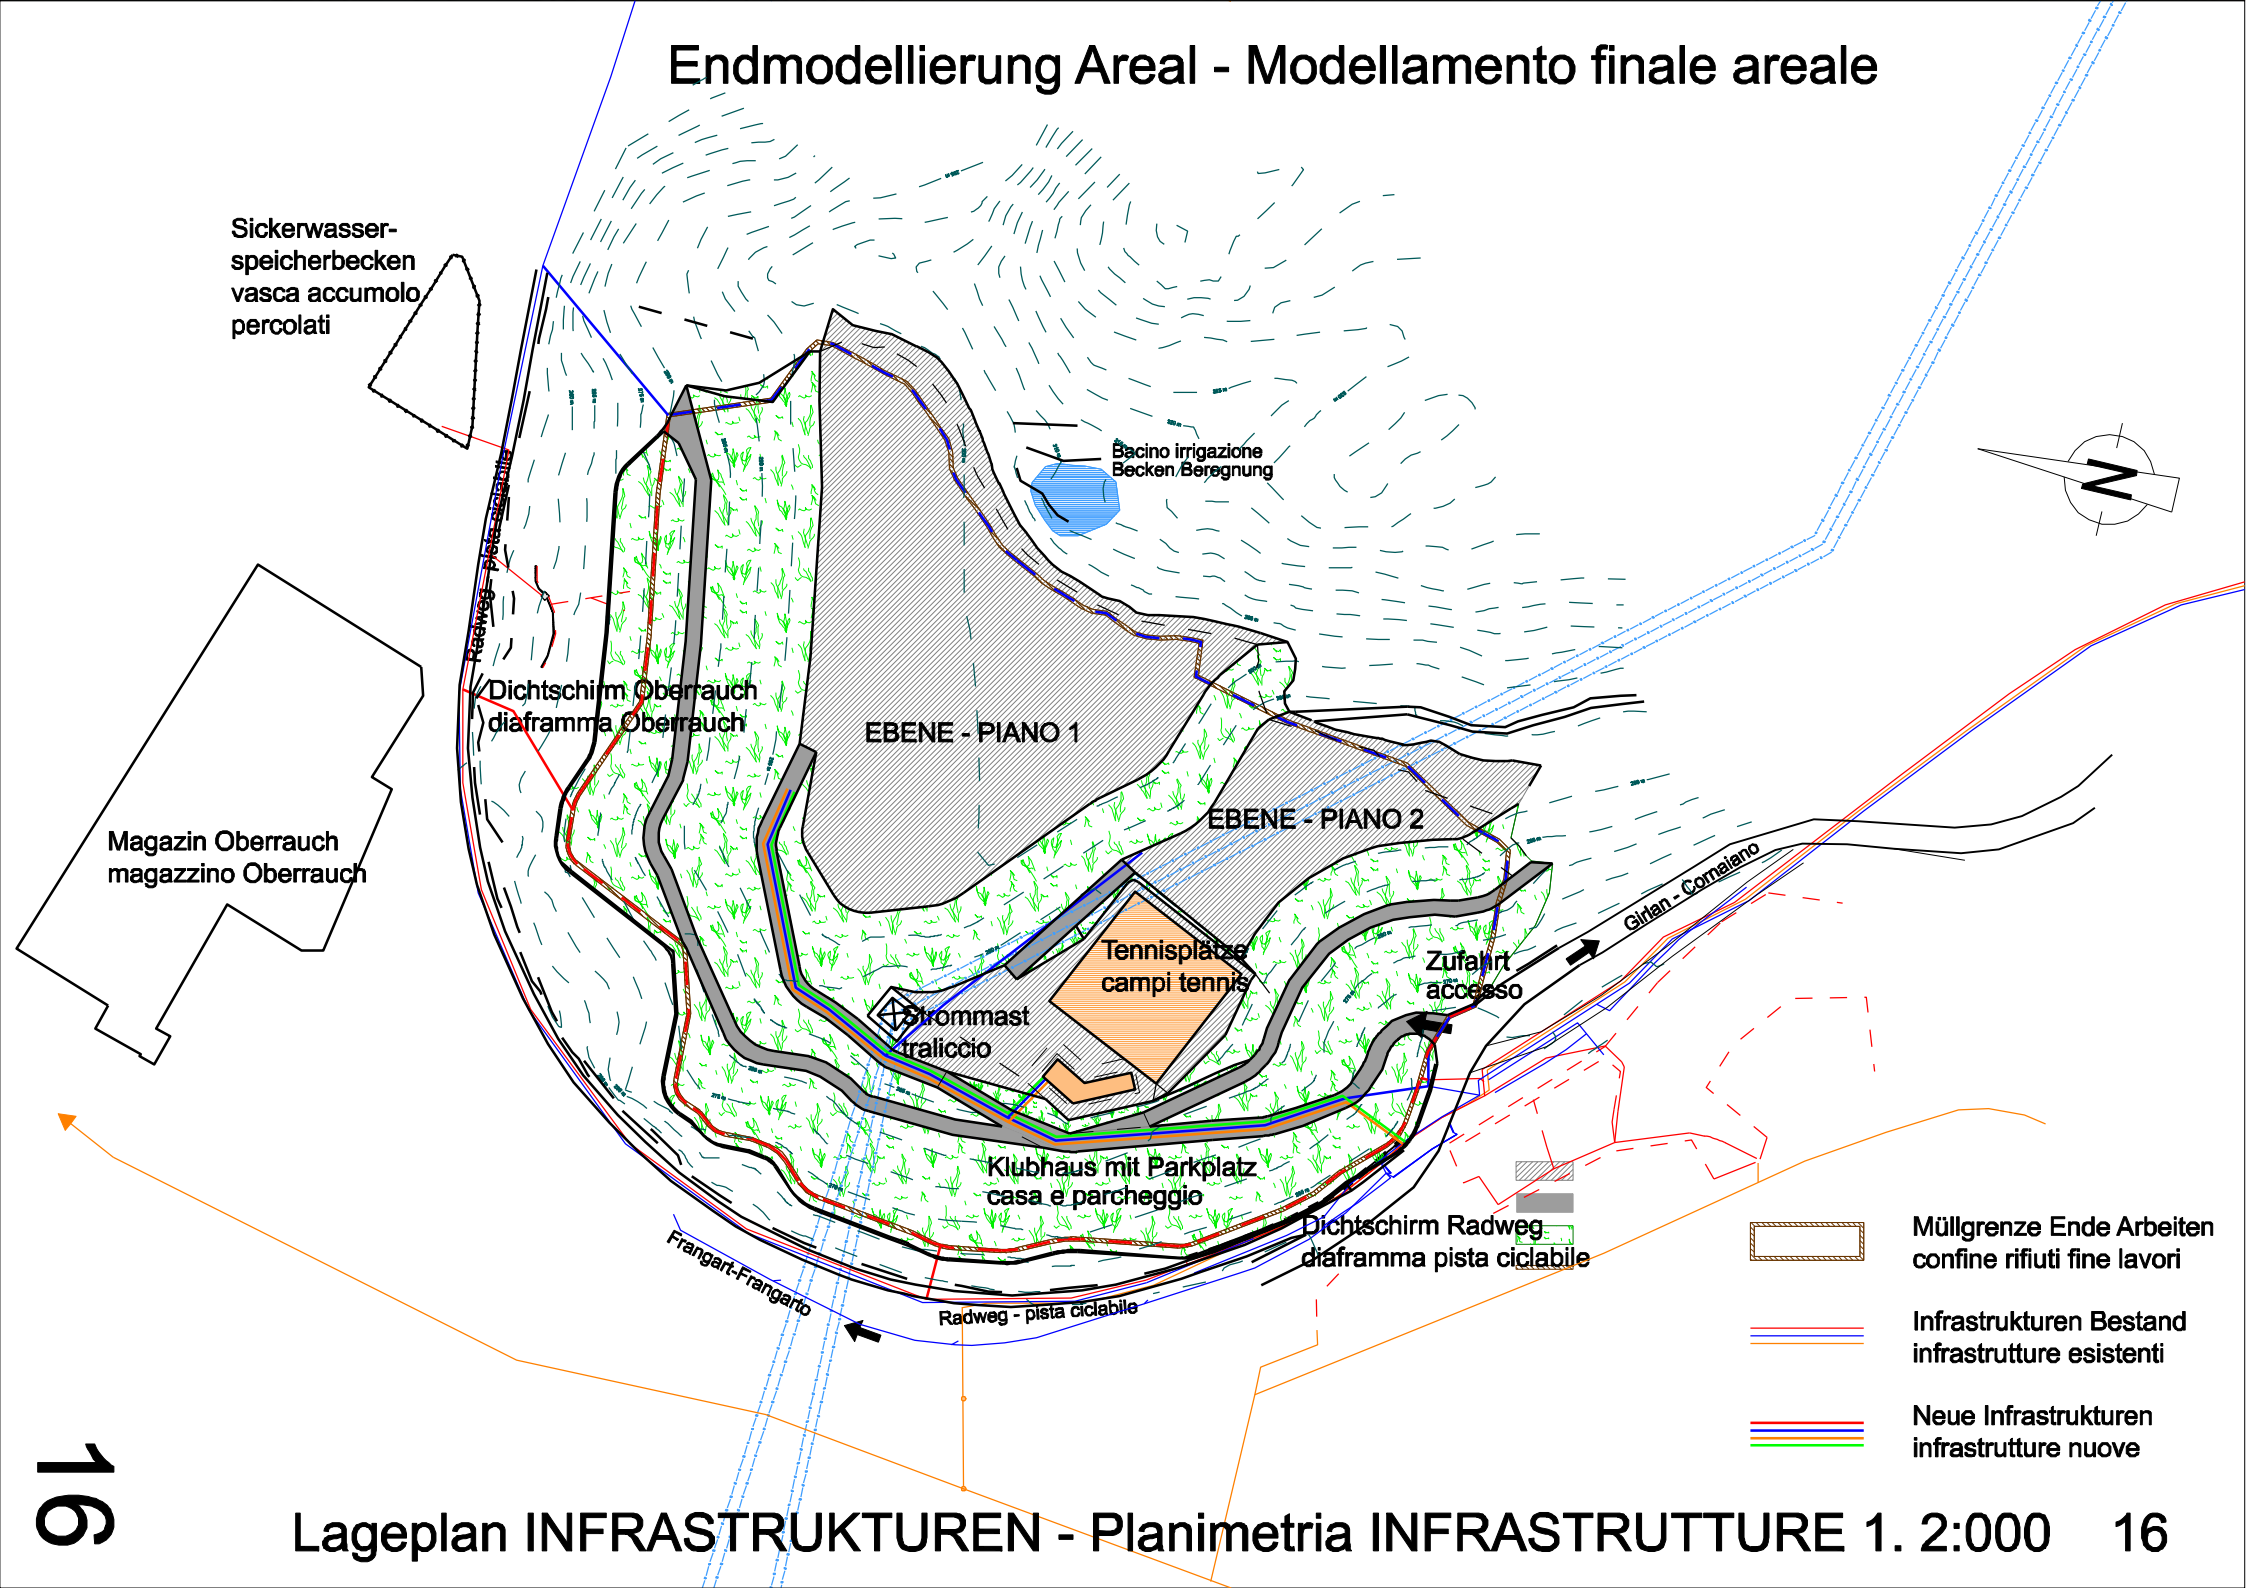 Endmodellierung Areal - Modellamento finale areale
Sickerwasser-
speicherbecken
vasca accumolo
percolati
Bacino irrigazione
Becken Beregnung
N
Radweg - pista ciclabile
Dichtschirm Oberrauch
diaframma Oberrauch
EBENE - PIANO 1
EBENE - PIANO 2
Magazin Oberrauch
magazzino Oberrauch
Girlan - Cornaiano
Tennisplätze
campi tennis
Zufahrt
accesso
Strommast
traliccio
Klubhaus mit Parkplatz
casa e parcheggio
Dichtschirm Radweg
diaframma pista ciclabile
Frangart-Frangarto
Radweg - pista ciclabile
Müllgrenze Ende Arbeiten
confine rifiuti fine lavori
Infrastrukturen Bestand
infrastrutture esistenti
Neue Infrastrukturen
infrastrutture nuove
16
Lageplan INFRASTRUKTUREN - Planimetria INFRASTRUTTURE 1. 2:000 16